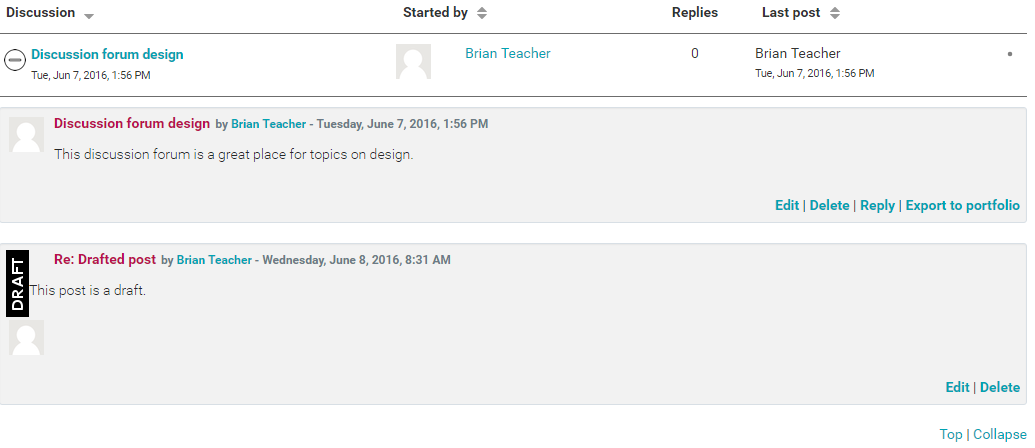 Discussion Started by Replies Last post
Discussion forum design Brian Teacher 0 Brian Teacher
Tue, Jun 7, 2016, 1:56 PM Tue, Jun 7, 2016, 1:56 PM
Discussion forum design by Brian Teacher - Tuesday, June 7, 2016, 1:56 PM
This discussion forum is a great place for topics on design.
Edit | Delete | Reply | Export to portfolio
DRAFT
Re: Drafted post by Brian Teacher - Wednesday, June 8, 2016, 8:31 AM
This post is a draft.
Edit | Delete
Top | Collapse